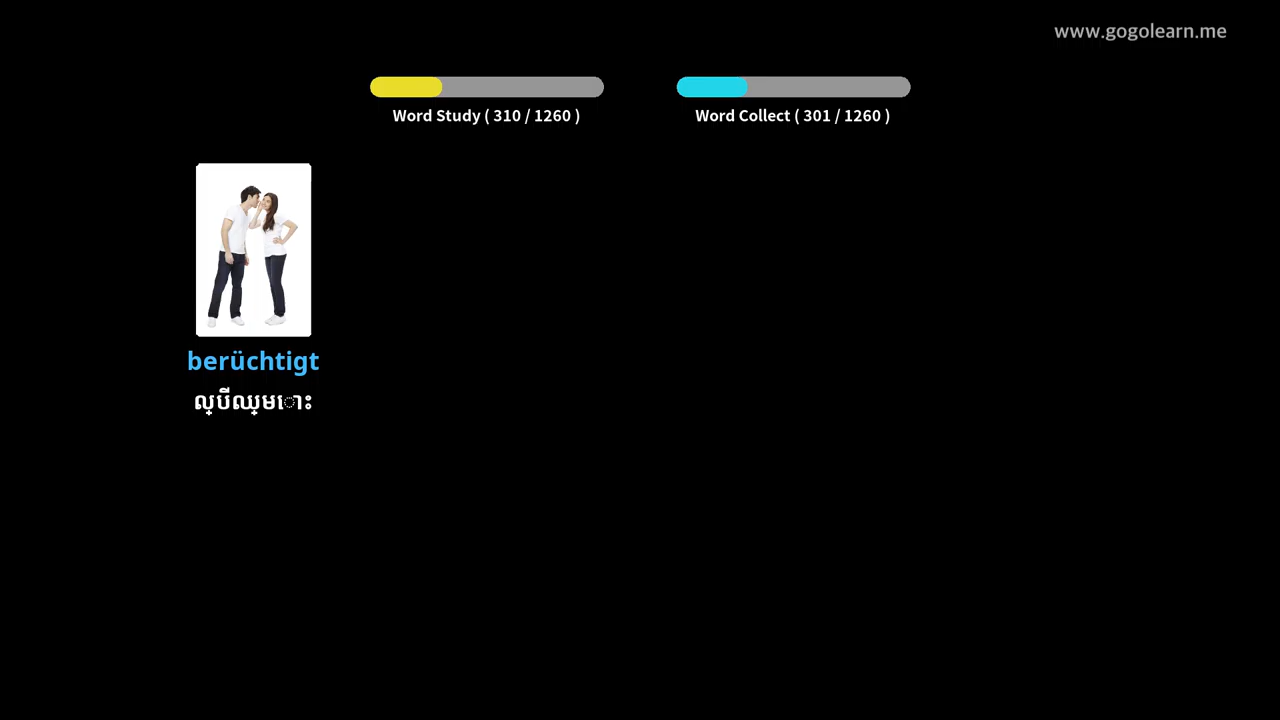 www.gogolearn.me
Word Study ( 310 / 1260 )
Word Collect ( 301 / 1260 )
berüchtigt
ល្បីឈ្មោះ